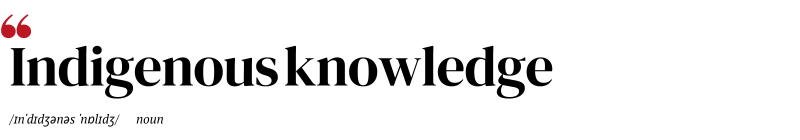 “
Indigenous knowledge
/ɪnˈdɪdʒənəs ˈnɒlɪdʒ/ noun